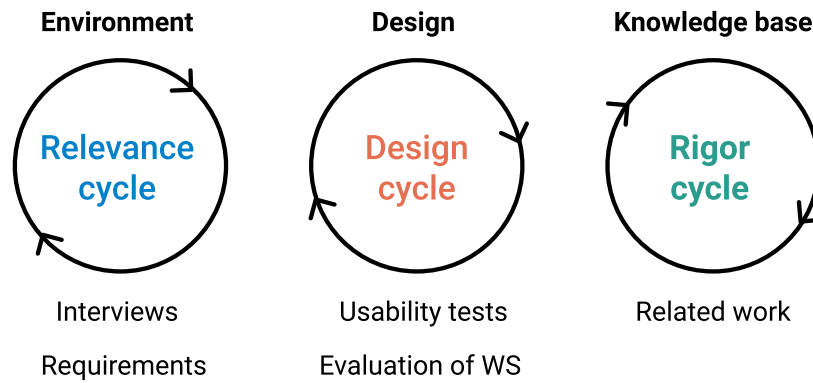 Environment
Design
Knowledge base
Relevance
cycle
Design
cycle
Rigor
cycle
Interviews
Usability tests
Related work
Requirements
Evaluation of WS